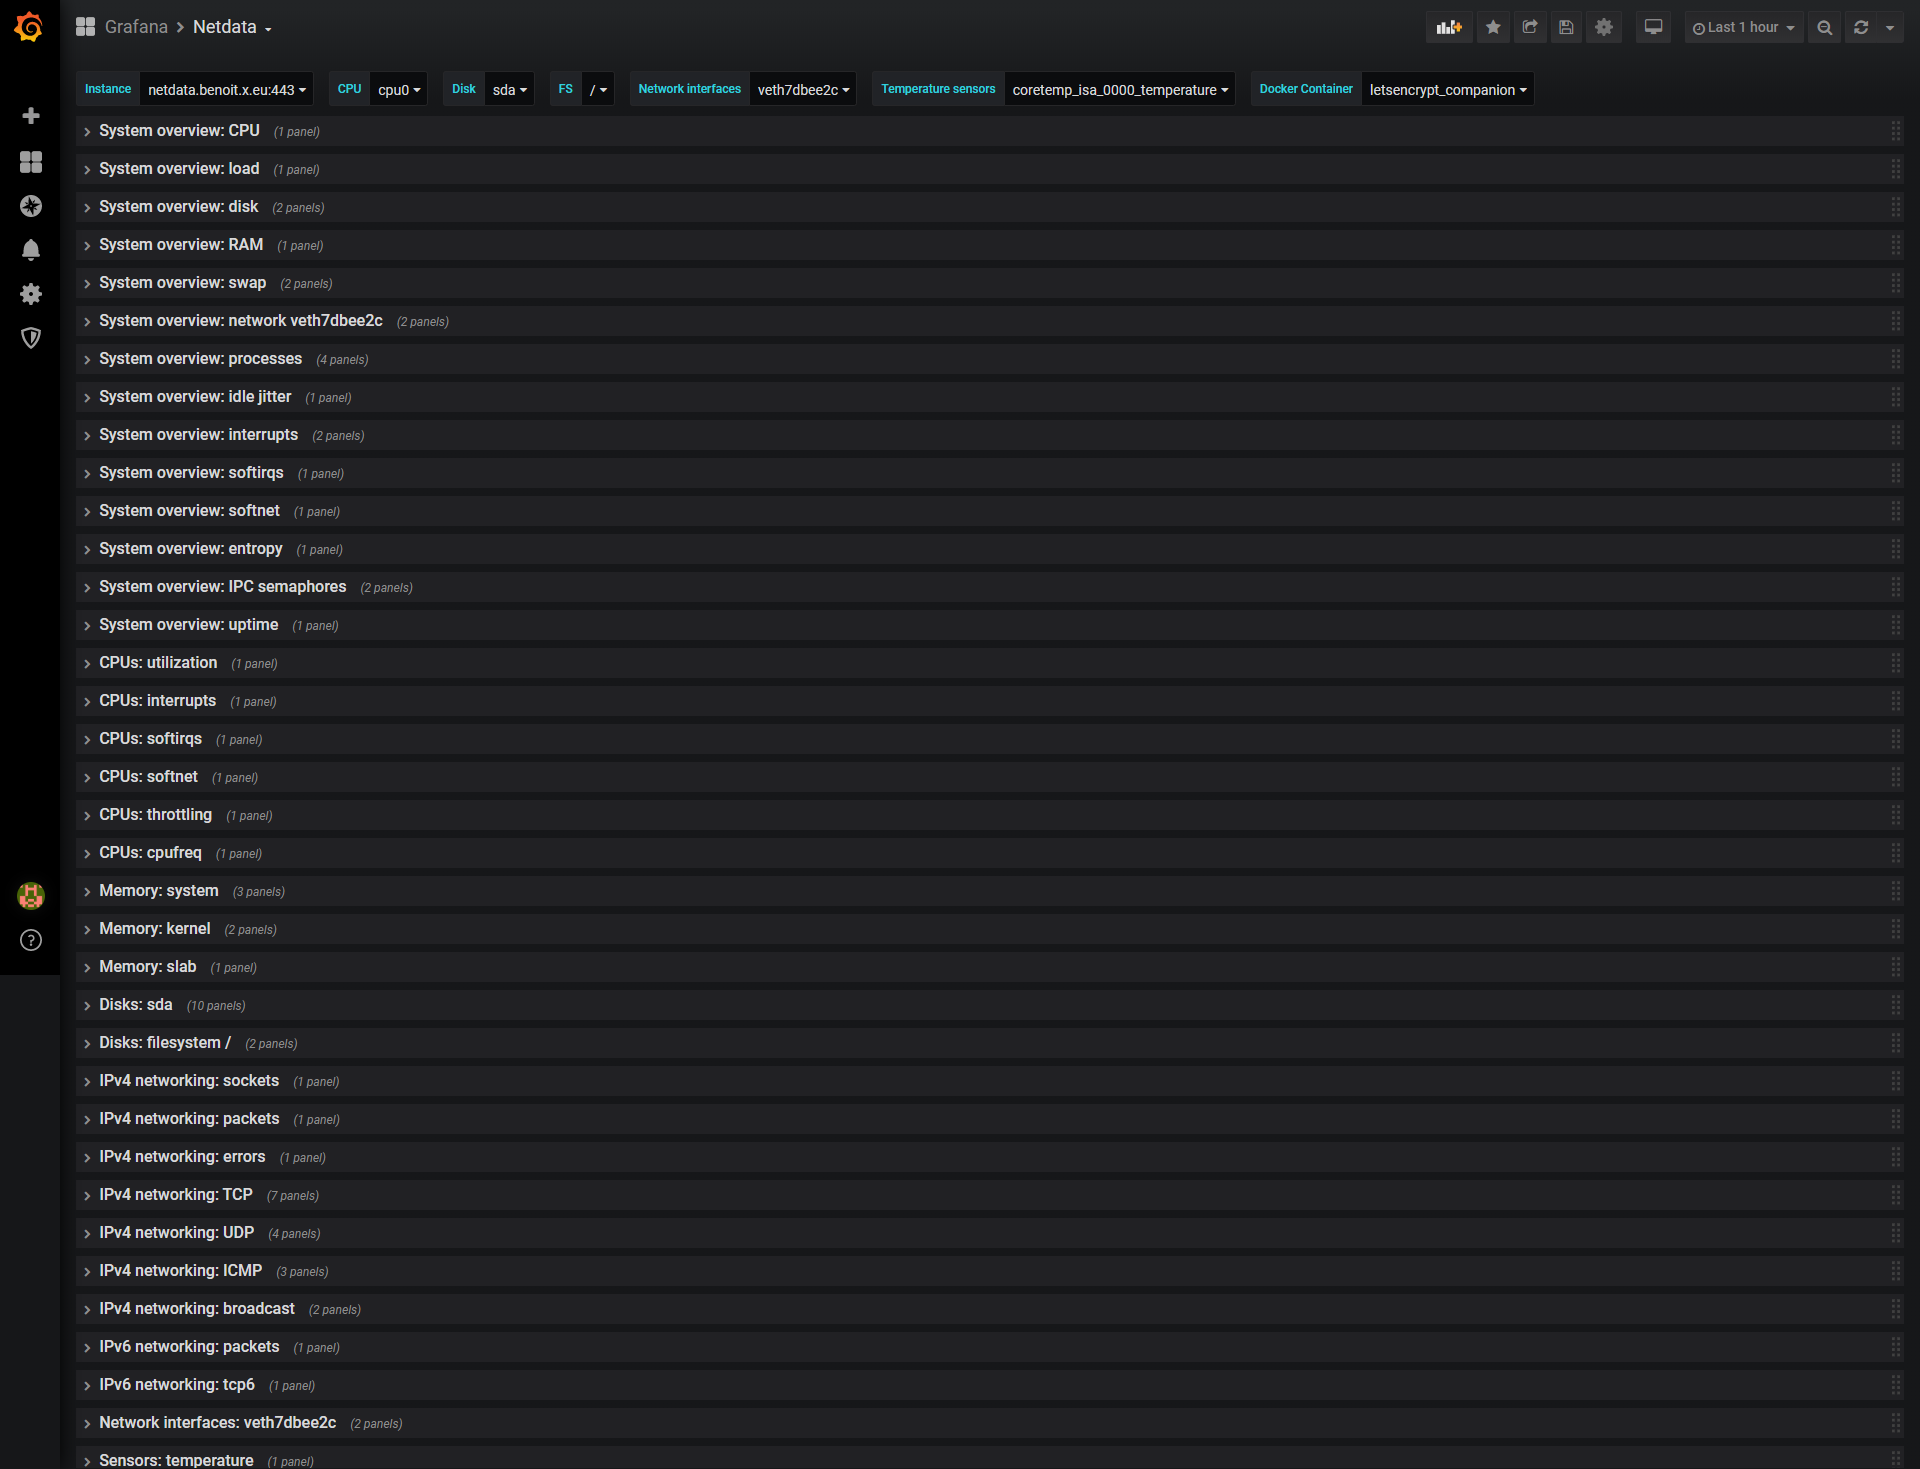 Grafana > Netdata
Last 1 hour
Instance netdata.benoit.x.eu:443 CPU cpu0 Disk sda FS / Network interfaces veth7dbee2c Temperature sensors coretemp_isa_0000_temperature Docker Container letsencrypt_companion
System overview: CPU (1 panel)
System overview: load (1 panel)
System overview: disk (2 panels)
System overview: RAM (1 panel)
System overview: swap (2 panels)
System overview: network veth7dbee2c (2 panels)
System overview: processes (4 panels)
System overview: idle jitter (1 panel)
System overview: interrupts (2 panels)
System overview: softirqs (1 panel)
System overview: softnet (1 panel)
System overview: entropy (1 panel)
System overview: IPC semaphores (2 panels)
System overview: uptime (1 panel)
CPUs: utilization (1 panel)
CPUs: interrupts (1 panel)
CPUs: softirqs (1 panel)
CPUs: softnet (1 panel)
CPUs: throttling (1 panel)
CPUs: cpufreq (1 panel)
Memory: system (3 panels)
Memory: kernel (2 panels)
Memory: slab (1 panel)
Disks: sda (10 panels)
Disks: filesystem / (2 panels)
IPv4 networking: sockets (1 panel)
IPv4 networking: packets (1 panel)
IPv4 networking: errors (1 panel)
IPv4 networking: TCP (7 panels)
IPv4 networking: UDP (4 panels)
IPv4 networking: ICMP (3 panels)
IPv4 networking: broadcast (2 panels)
IPv6 networking: packets (1 panel)
IPv6 networking: tcp6 (1 panel)
Network interfaces: veth7dbee2c (2 panels)
Sensors: temperature (1 panel)